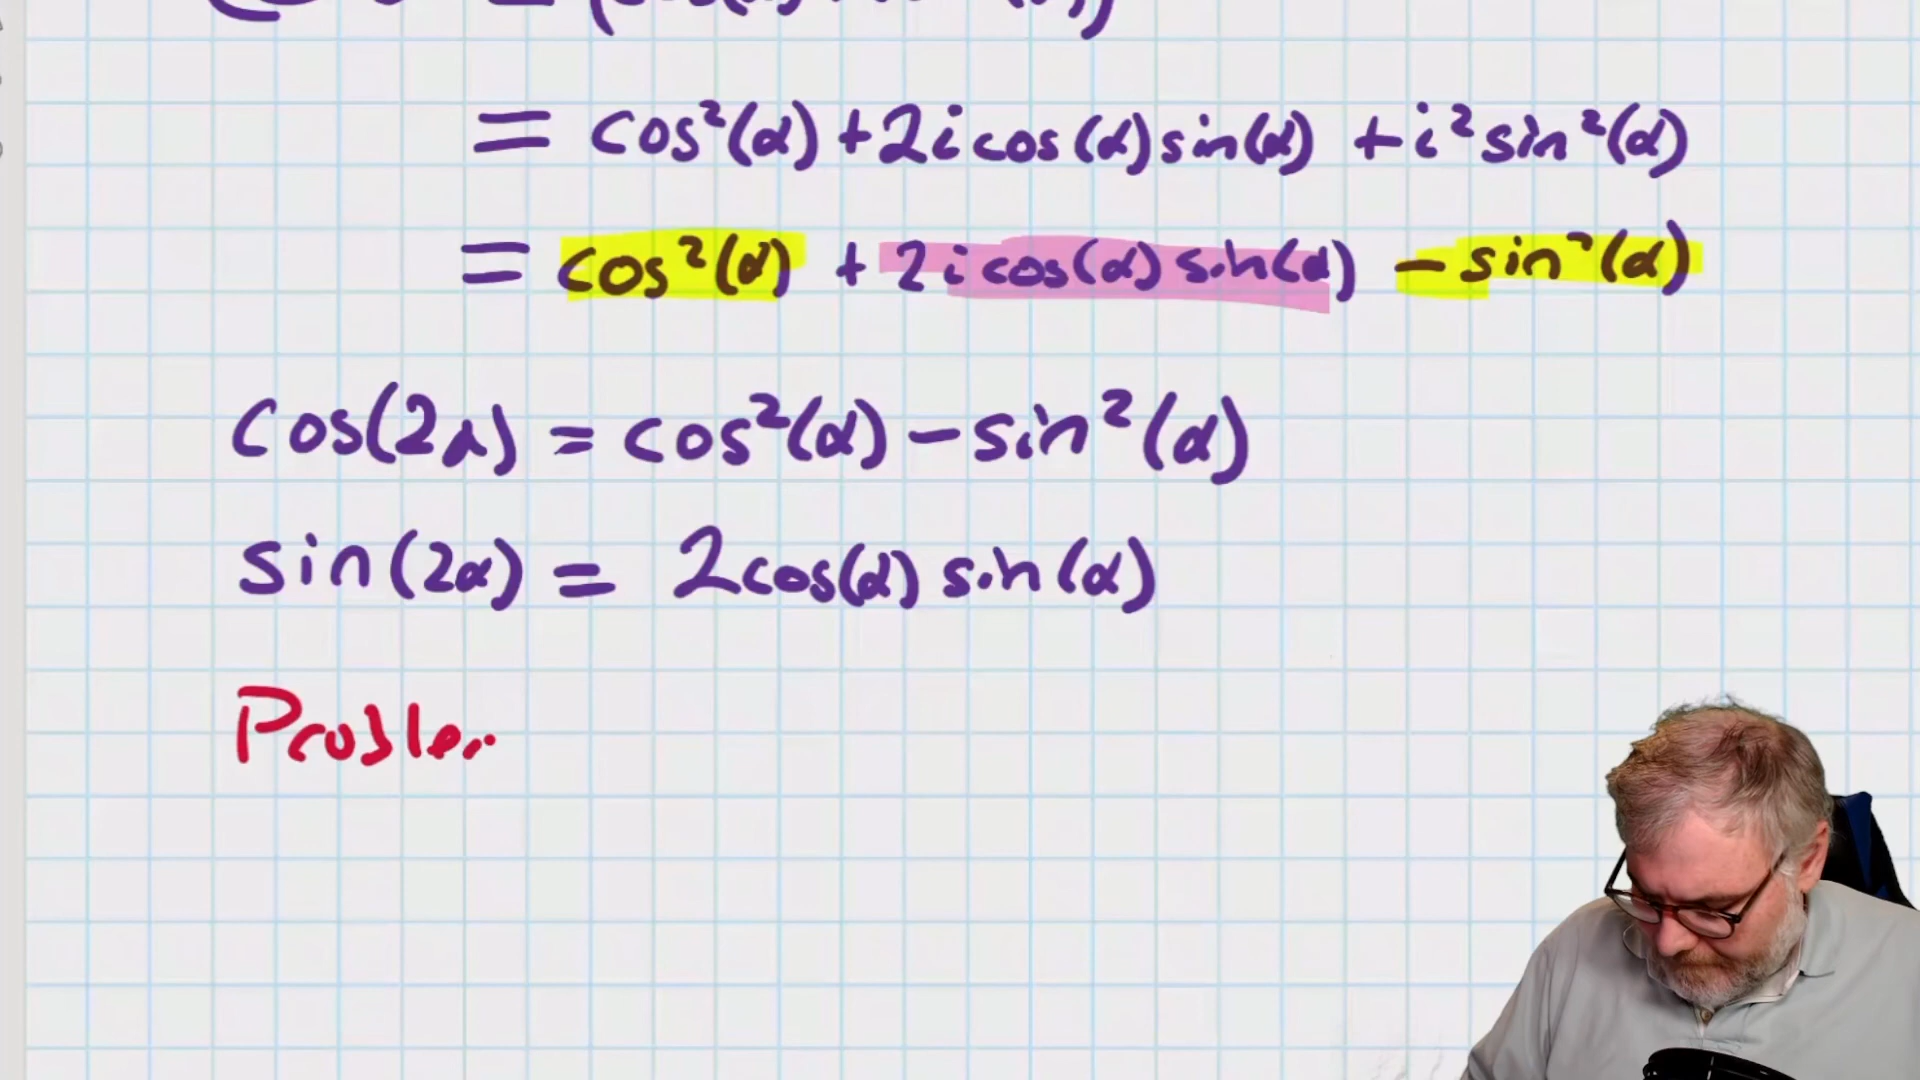 = cos²(α) + 2i cos(α) sin(α) + i² sin²(α)
= cos²(α) + 2i cos(α) sin(α) − sin²(α)
cos(2α) = cos²(α) − sin²(α)
sin(2α) = 2cos(α) sin(α)